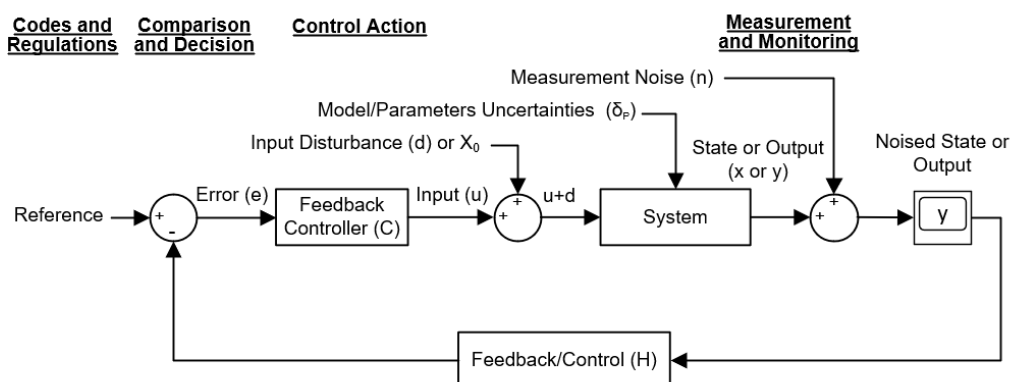 Codes and
Regulations
Comparison
and Decision
Control Action
Measurement
and Monitoring
Measurement Noise (n)
Model/Parameters Uncertainties (δₚ)
Input Disturbance (d) or X₀
State or Output
(x or y)
Noised State or
Output
Reference
+
-
Error (e)
Feedback
Controller (C)
Input (u)
+
+
u+d
System
+
+
y
Feedback/Control (H)